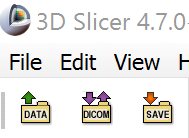 3D Slicer 4.7.0
File Edit View H
DATA DICOM SAVE